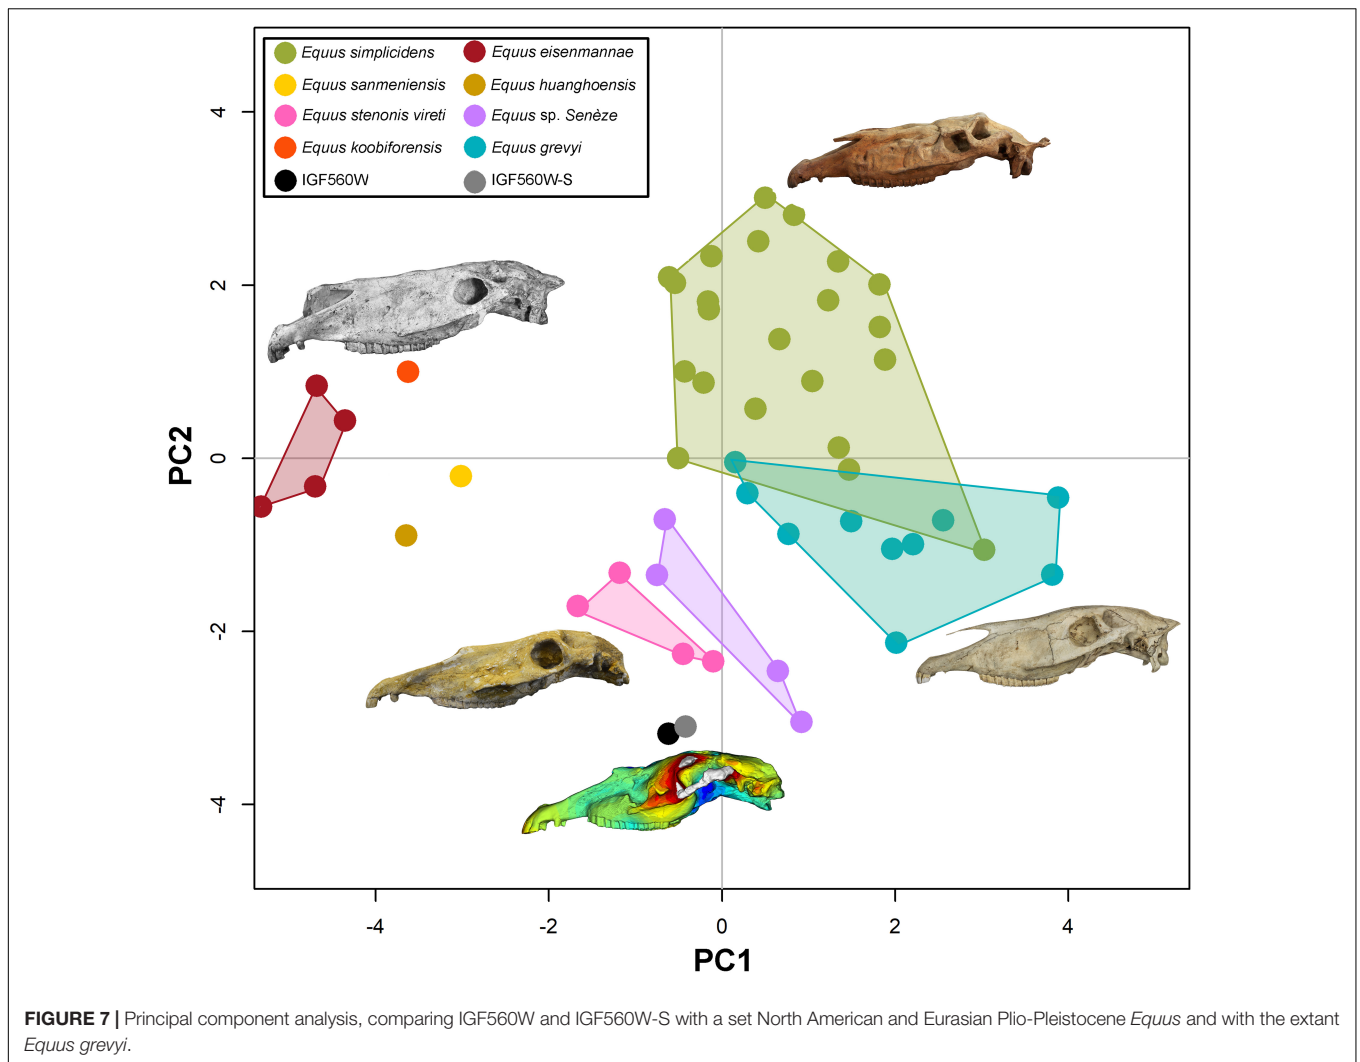 Equus simplicidens
Equus eisenmannae
Equus sanmeniensis
Equus huanghoensis
Equus stenonis vireti
Equus sp. Senèze
Equus koobiforensis
Equus grevyi
IGF560W
IGF560W-S
4
2
0
-2
-4
PC2
-4
-2
0
2
4
PC1
FIGURE 7 | Principal component analysis, comparing IGF560W and IGF560W-S with a set North American and Eurasian Plio-Pleistocene Equus and with the extant
Equus grevyi.